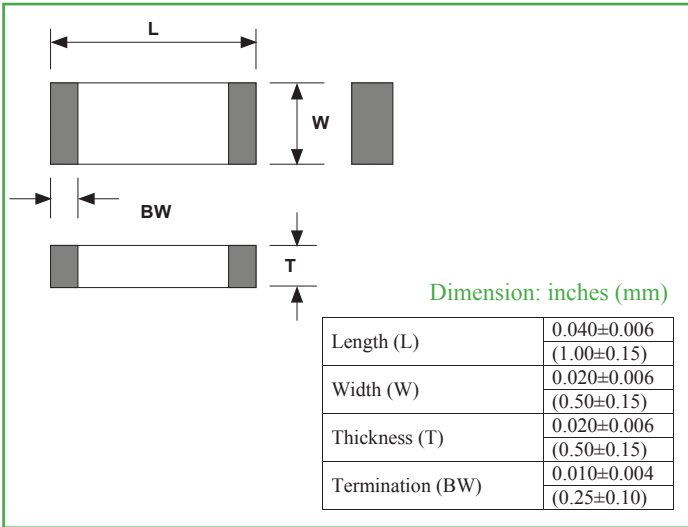 L
W
BW
T
Dimension: inches (mm)
Length (L)
0.040±0.006
(1.00±0.15)
Width (W)
0.020±0.006
(0.50±0.15)
Thickness (T)
0.020±0.006
(0.50±0.15)
Termination (BW)
0.010±0.004
(0.25±0.10)